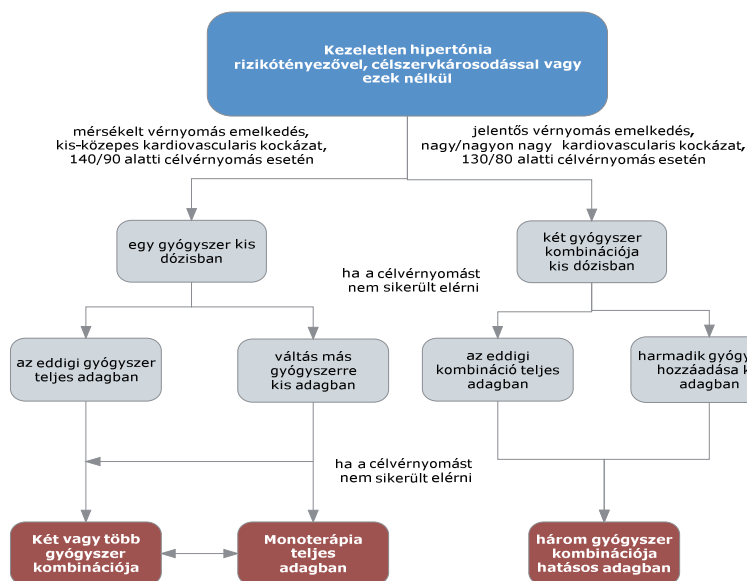 Kezeletlen hipertónia
rizikótényezővel, célszervkárosodással vagy
ezek nélkül
mérsékelt vérnyomás emelkedés,
kis-közepes kardiovascularis kockázat,
140/90 alatti célvérnyomás esetén
jelentős vérnyomás emelkedés,
nagy/nagyon nagy kardiovascularis kockázat,
130/80 alatti célvérnyomás esetén
egy gyógyszer kis
dózisban
két gyógyszer
kombinációja
kis dózisban
ha a célvérnyomást
nem sikerült elérni
az eddigi gyógyszer
teljes adagban
váltás más
gyógyszerre
kis adagban
az eddigi
kombináció teljes
adagban
harmadik
hozzáadása
adagban
ha a célvérnyomást
nem sikerült elérni
Két vagy több
gyógyszer
kombinációja
Monoterápia
teljes
adagban
három gyógyszer
kombinációja
hatásos adagban